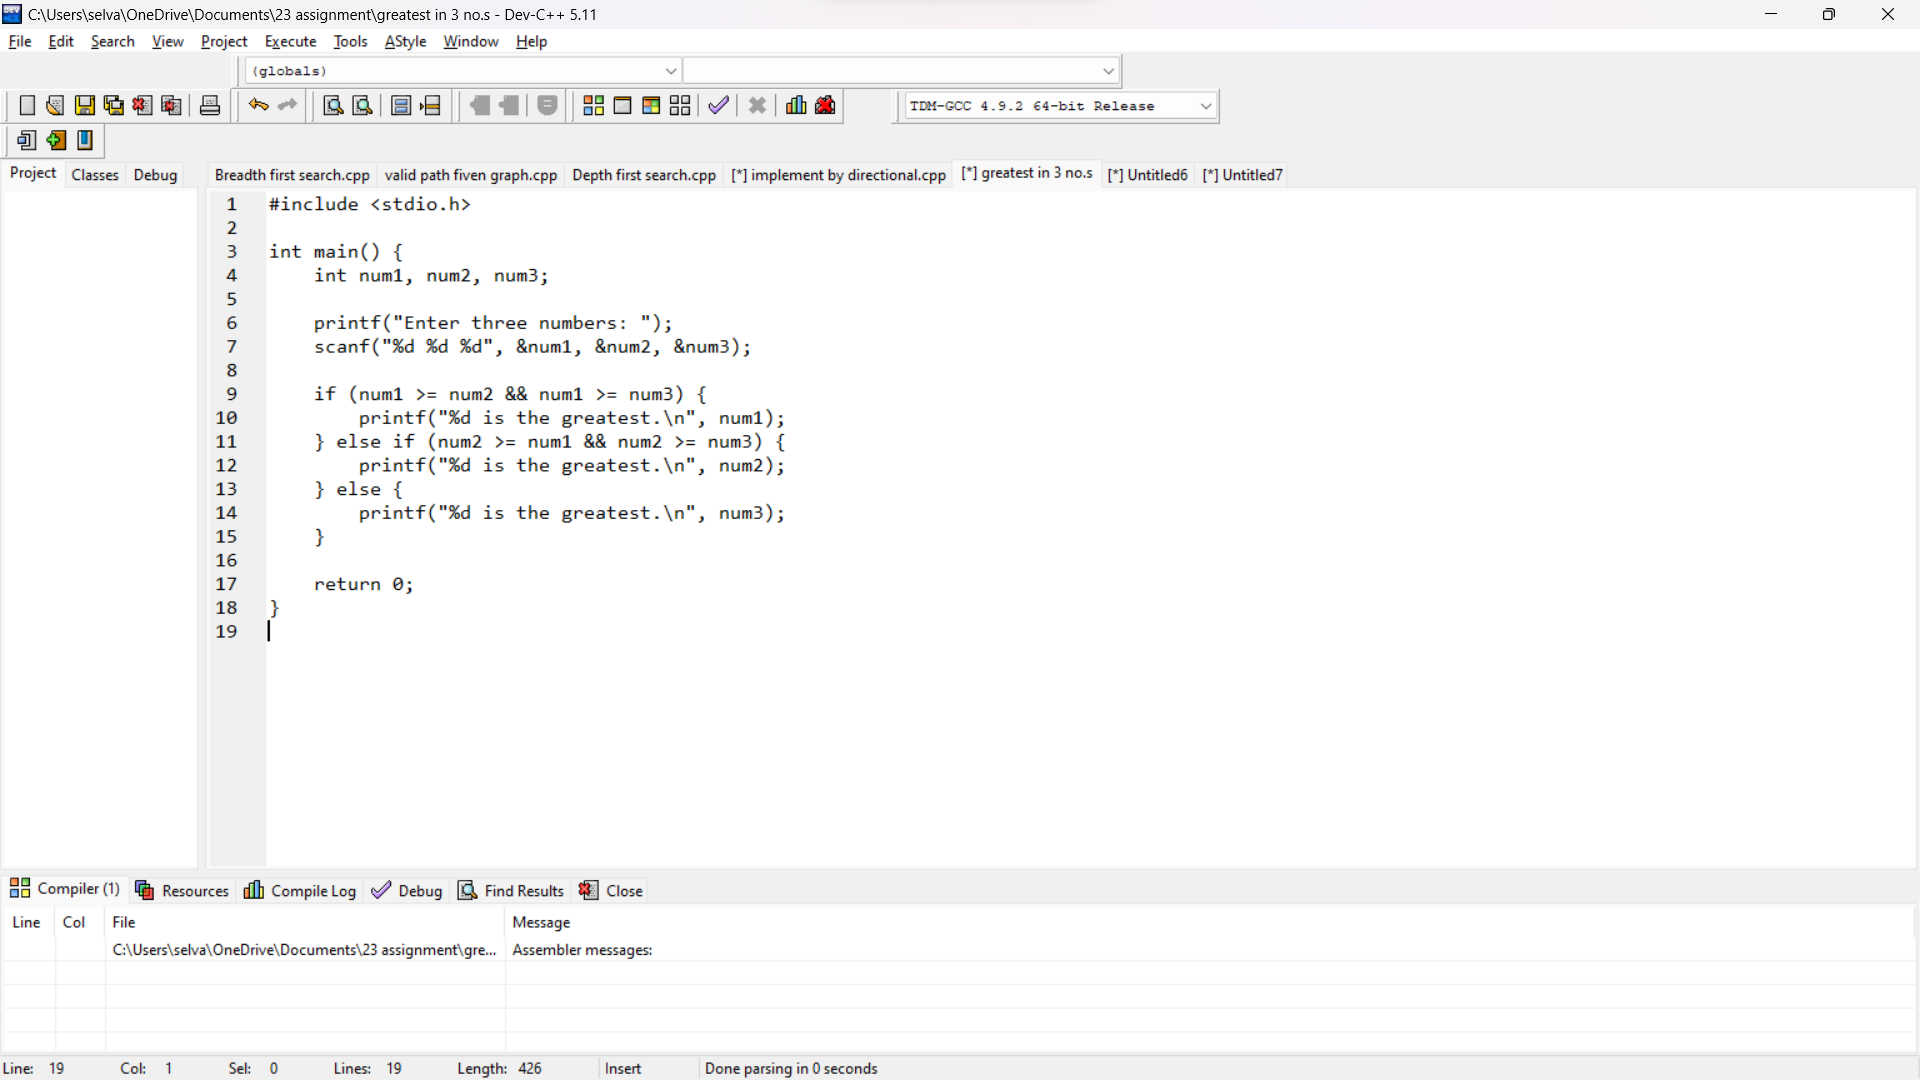 C:\Users\selva\OneDrive\Documents\23 assignment\greatest in 3 no.s - Dev-C++ 5.11
File Edit Search View Project Execute Tools AStyle Window Help
(globals)
TDM-GCC 4.9.2 64-bit Release
Project Classes Debug
Breadth first search.cpp valid path fiven graph.cpp Depth first search.cpp [*] implement by directional.cpp [*] greatest in 3 no.s [*] Untitled6 [*] Untitled7
1 #include <stdio.h>
2
3 int main() {
4     int num1, num2, num3;
5
6     printf("Enter three numbers: ");
7     scanf("%d %d %d", &num1, &num2, &num3);
8
9     if (num1 >= num2 && num1 >= num3) {
10         printf("%d is the greatest.\n", num1);
11     } else if (num2 >= num1 && num2 >= num3) {
12         printf("%d is the greatest.\n", num2);
13     } else {
14         printf("%d is the greatest.\n", num3);
15     }
16
17     return 0;
18 }
19
Compiler (1) Resources Compile Log Debug Find Results Close
Line Col File Message
C:\Users\selva\OneDrive\Documents\23 assignment\gre... Assembler messages:
Line: 19 Col: 1 Sel: 0 Lines: 19 Length: 426 Insert Done parsing in 0 seconds